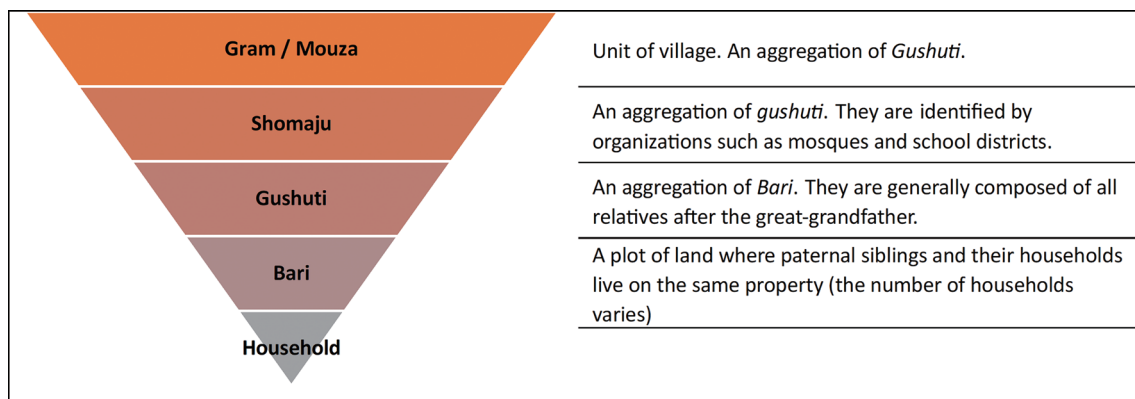 Gram / Mouza
Unit of village. An aggregation of Gushuti.
Shomaju
An aggregation of gushuti. They are identified by
organizations such as mosques and school districts.
Gushuti
An aggregation of Bari. They are generally composed of all
relatives after the great-grandfather.
Bari
A plot of land where paternal siblings and their households
live on the same property (the number of households
varies)
Household